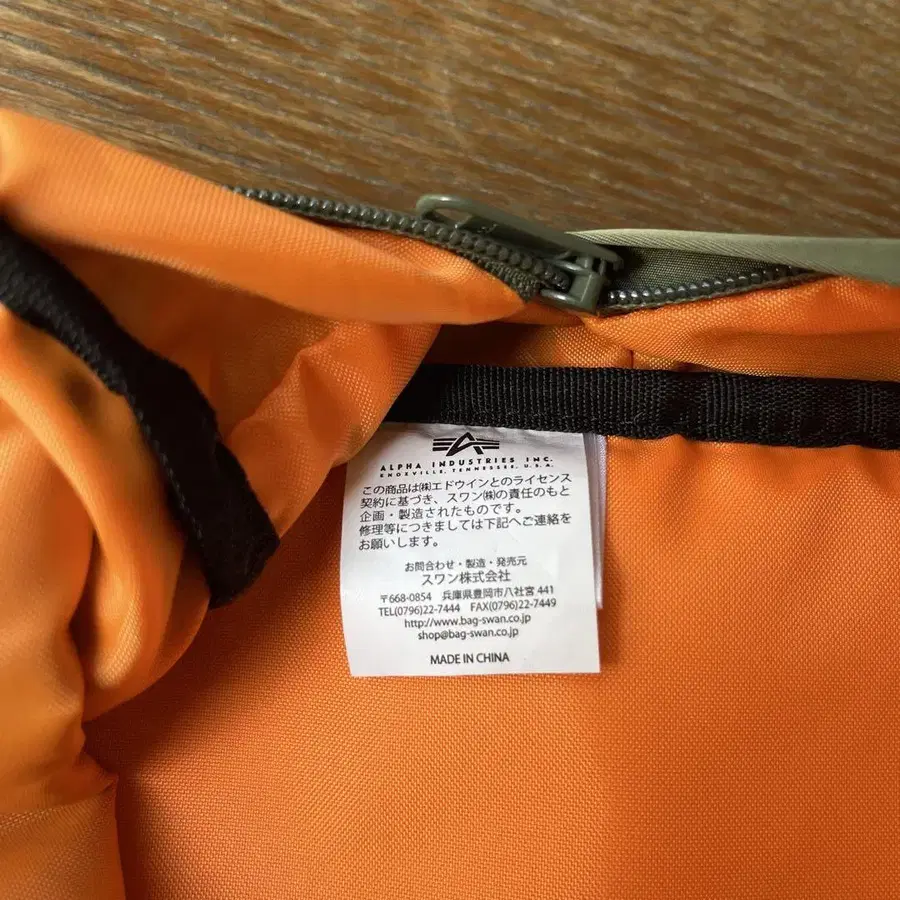 ALPHA INDUSTRIES INC.
KNOXVILLE, TENNESSEE, U.S.A.
この商品は㈱エドウインとのライセンス
契約に基づき、スワン㈱の責任のもと
企画・製造されたものです。
修理等につきましては下記へご連絡を
お願いします。
お問合わせ・製造・発売元
スワン株式会社
〒668-0854 兵庫県豊岡市八社宮 441
TEL(0796)22-7444 FAX(0796)22-7449
http://www.bag-swan.co.jp
shop@bag-swan.co.jp
MADE IN CHINA